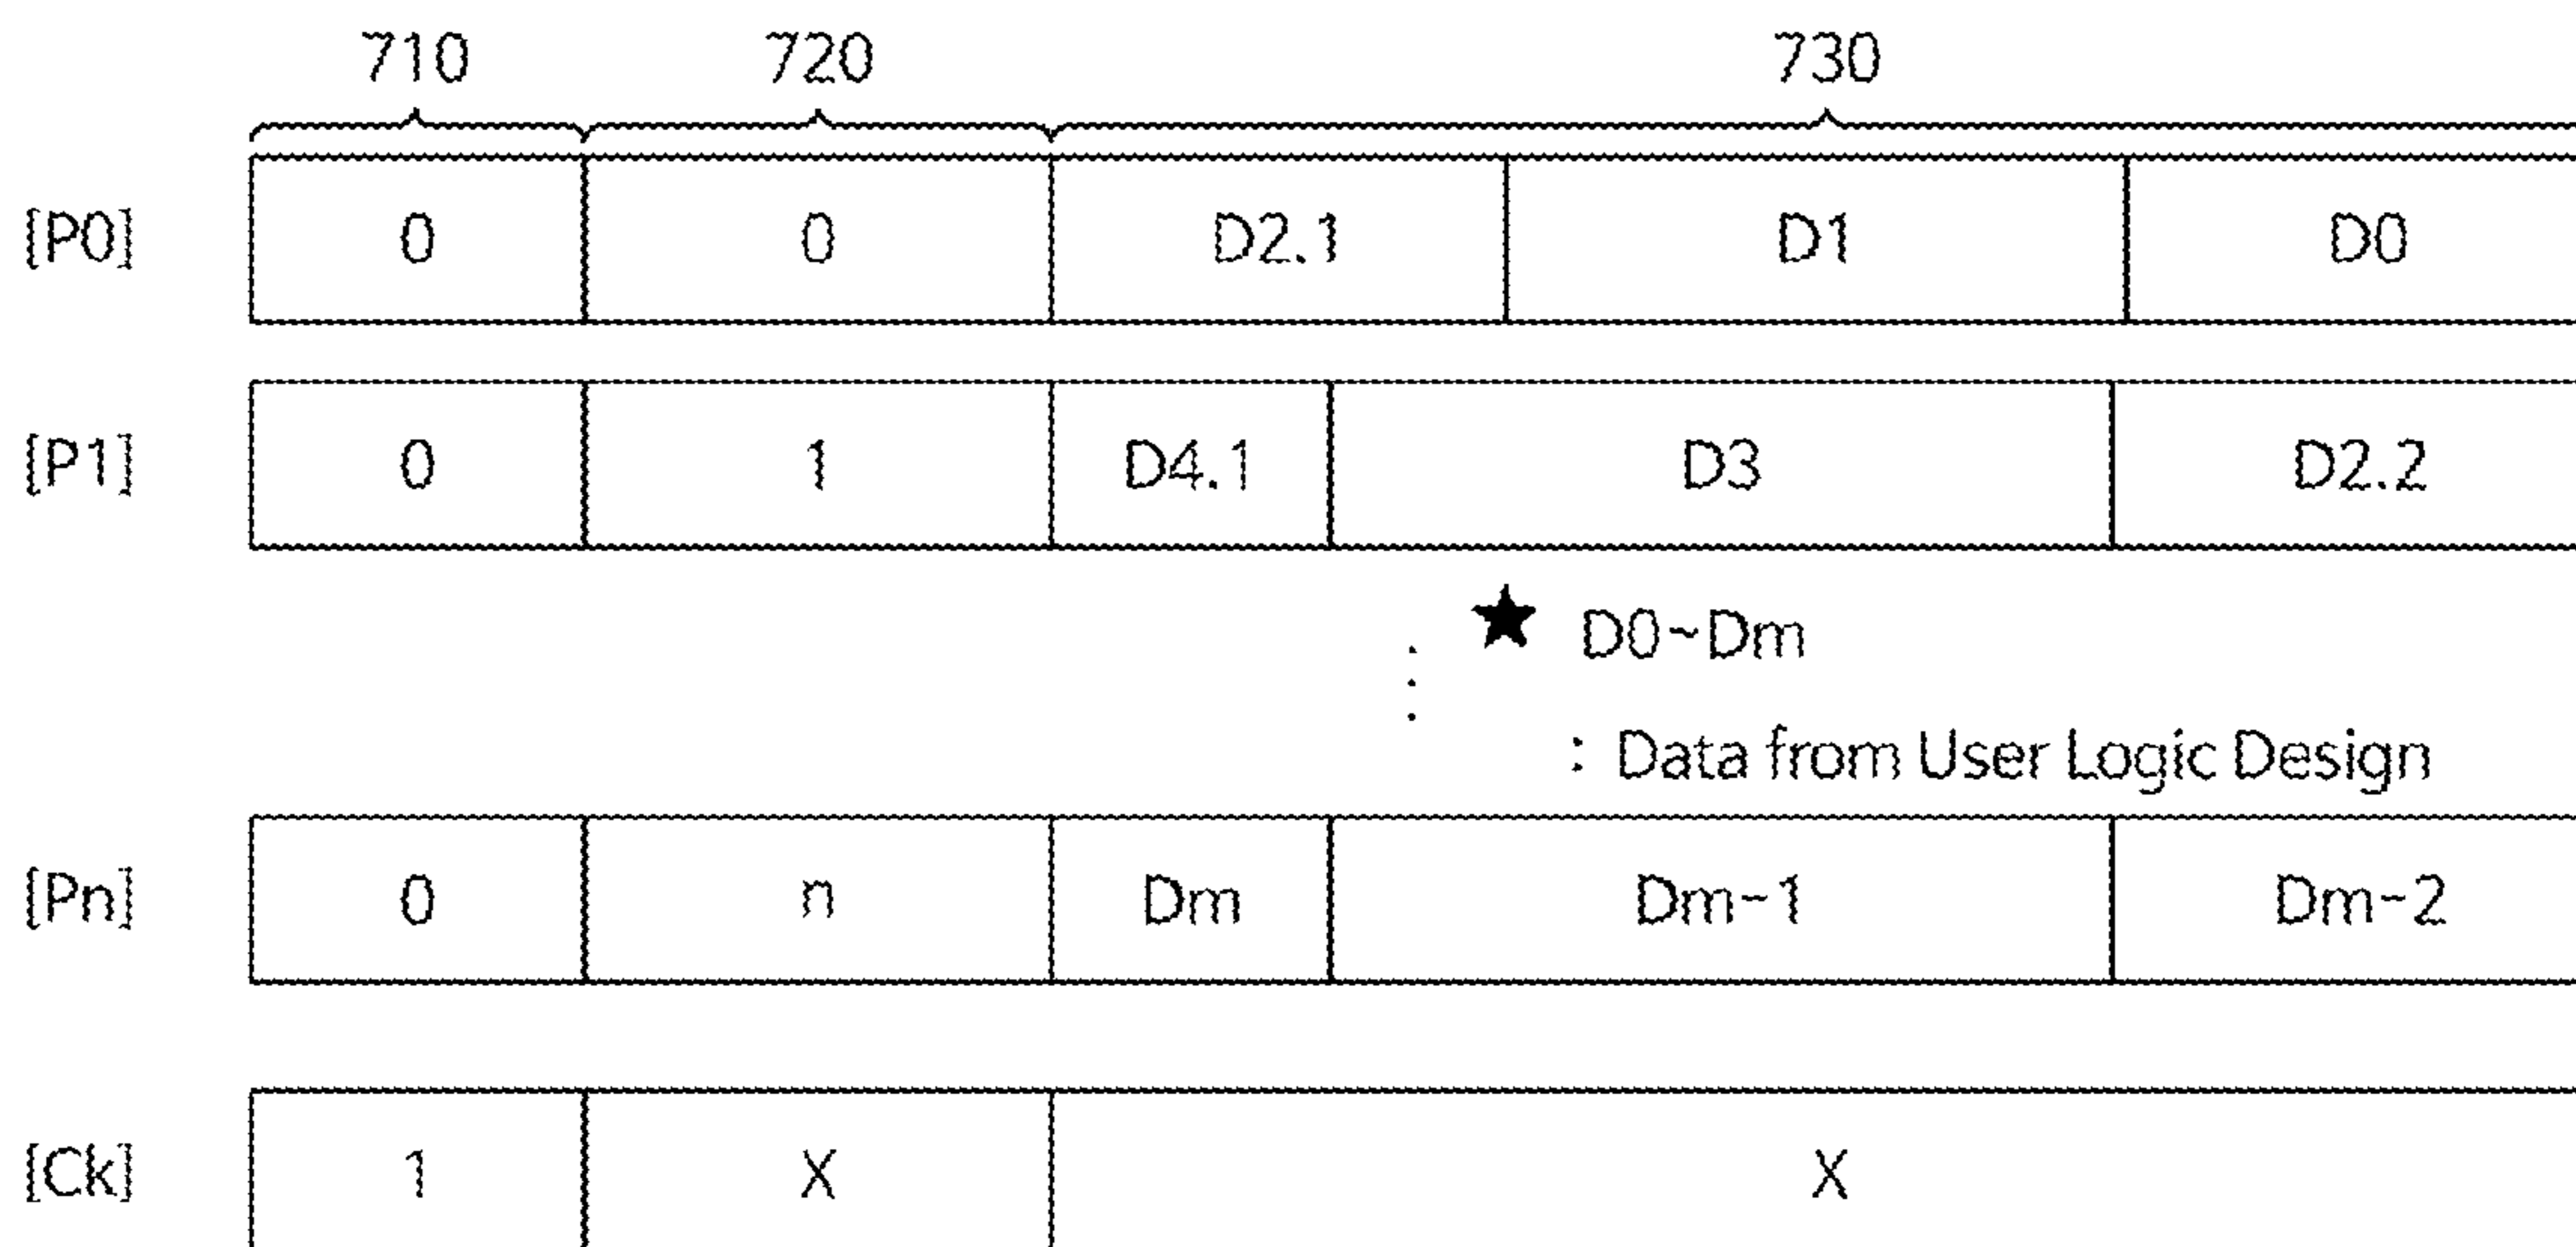 710 720 730
[P0] 0 0 D2.1 D1 D0
[P1] 0 1 D4.1 D3 D2.2
★ D0~Dm
: Data from User Logic Design
[Pn] 0 n Dm Dm-1 Dm-2
[Ck] 1 X X